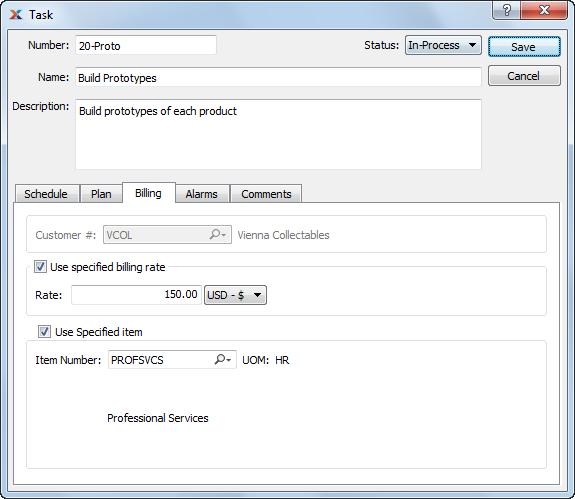 Task
Number: 20-Proto Status: In-Process Save
Name: Build Prototypes Cancel
Description: Build prototypes of each product
Schedule Plan Billing Alarms Comments
Customer #: VCOL Vienna Collectables
Use specified billing rate
Rate: 150.00 USD - $
Use Specified item
Item Number: PROFSVCS UOM: HR
Professional Services